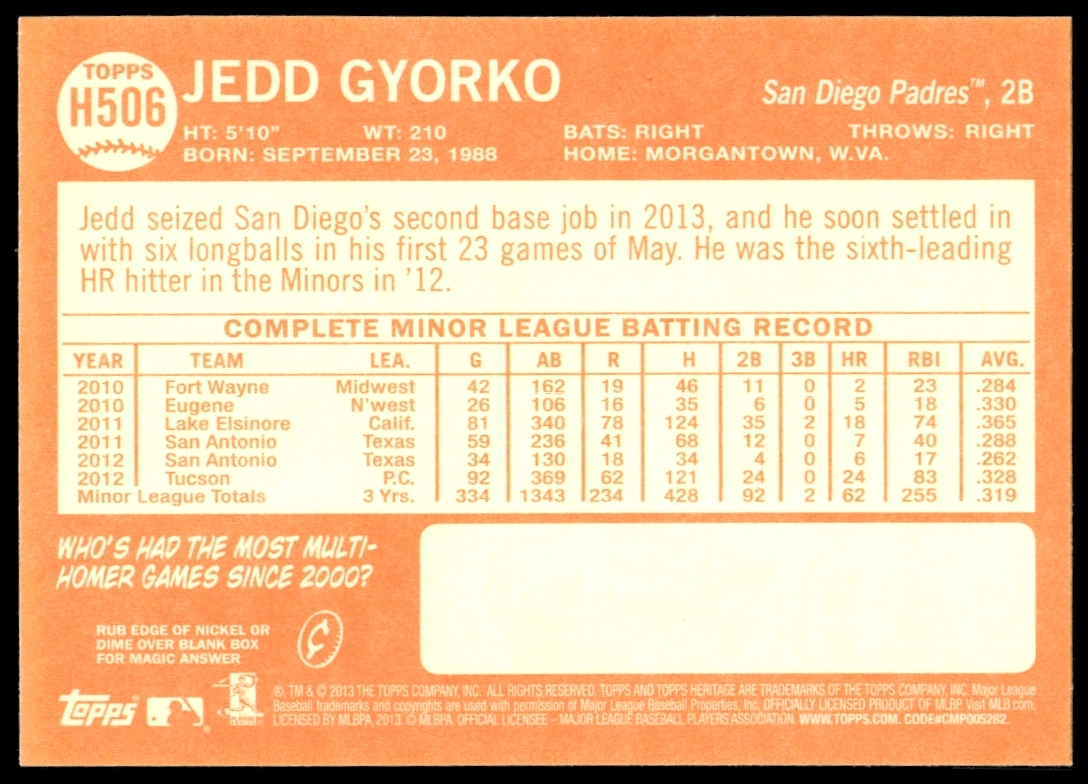 TOPPS
H506
JEDD GYORKO
San Diego Padres™, 2B
HT: 5'10" WT: 210 BATS: RIGHT THROWS: RIGHT
BORN: SEPTEMBER 23, 1988 HOME: MORGANTOWN, W.VA.
Jedd seized San Diego's second base job in 2013, and he soon settled in
with six longballs in his first 23 games of May. He was the sixth-leading
HR hitter in the Minors in '12.
COMPLETE MINOR LEAGUE BATTING RECORD
YEAR TEAM LEA. G AB R H 2B 3B HR RBI AVG.
2010 Fort Wayne Midwest 42 162 19 46 11 0 2 23 .284
2010 Eugene N'west 26 106 16 35 6 0 5 18 .330
2011 Lake Elsinore Calif. 81 340 78 124 35 2 18 74 .365
2011 San Antonio Texas 59 236 41 68 12 0 7 40 .288
2012 San Antonio Texas 34 130 18 34 4 0 6 17 .262
2012 Tucson P.C. 92 369 62 121 24 0 24 83 .328
Minor League Totals 3 Yrs. 334 1343 234 428 92 2 62 255 .319
WHO'S HAD THE MOST MULTI-
HOMER GAMES SINCE 2000?
RUB EDGE OF NICKEL OR
DIME OVER BLANK BOX
FOR MAGIC ANSWER
¢
Topps
®, TM & © 2013 THE TOPPS COMPANY, INC. ALL RIGHTS RESERVED. TOPPS AND TOPPS HERITAGE ARE TRADEMARKS OF THE TOPPS COMPANY, INC. Major League
Baseball trademarks and copyrights are used with permission of Major League Baseball Properties, Inc. OFFICIALLY LICENSED PRODUCT OF MLBP. Visit MLB.com.
LICENSED BY MLBPA, 2013. © MLBPA. OFFICIAL LICENSEE – MAJOR LEAGUE BASEBALL PLAYERS ASSOCIATION. WWW.TOPPS.COM. CODE#CMP005282.